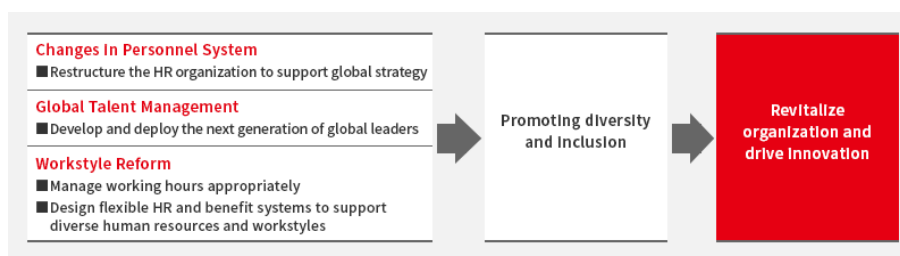 Changes In Personnel System
■Restructure the HR organization to support global strategy
Global Talent Management
■Develop and deploy the next generation of global leaders
Workstyle Reform
■Manage working hours appropriately
■Design flexible HR and benefit systems to support
diverse human resources and workstyles
Promoting diversity
and inclusion
Revitalize
organization and
drive innovation